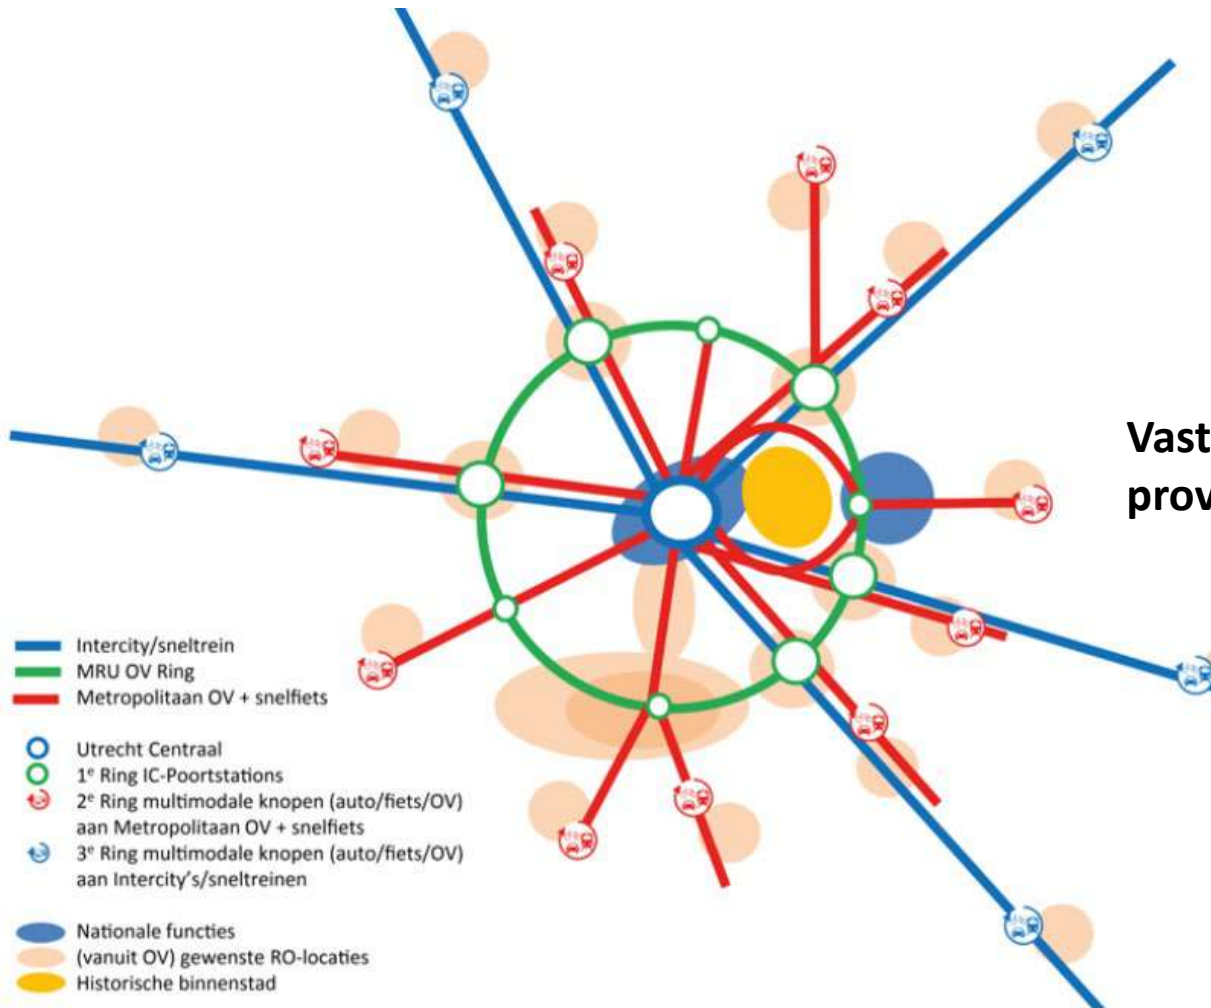 Vast
prov
Intercity/sneltrein
MRU OV Ring
Metropolitaan OV + snelfiets
Utrecht Centraal
1e Ring IC-Poortstations
2e Ring multimodale knopen (auto/fiets/OV)
aan Metropolitaan OV + snelfiets
3e Ring multimodale knopen (auto/fiets/OV)
aan Intercity's/sneltreinen
Nationale functies
(vanuit OV) gewenste RO-locaties
Historische binnenstad